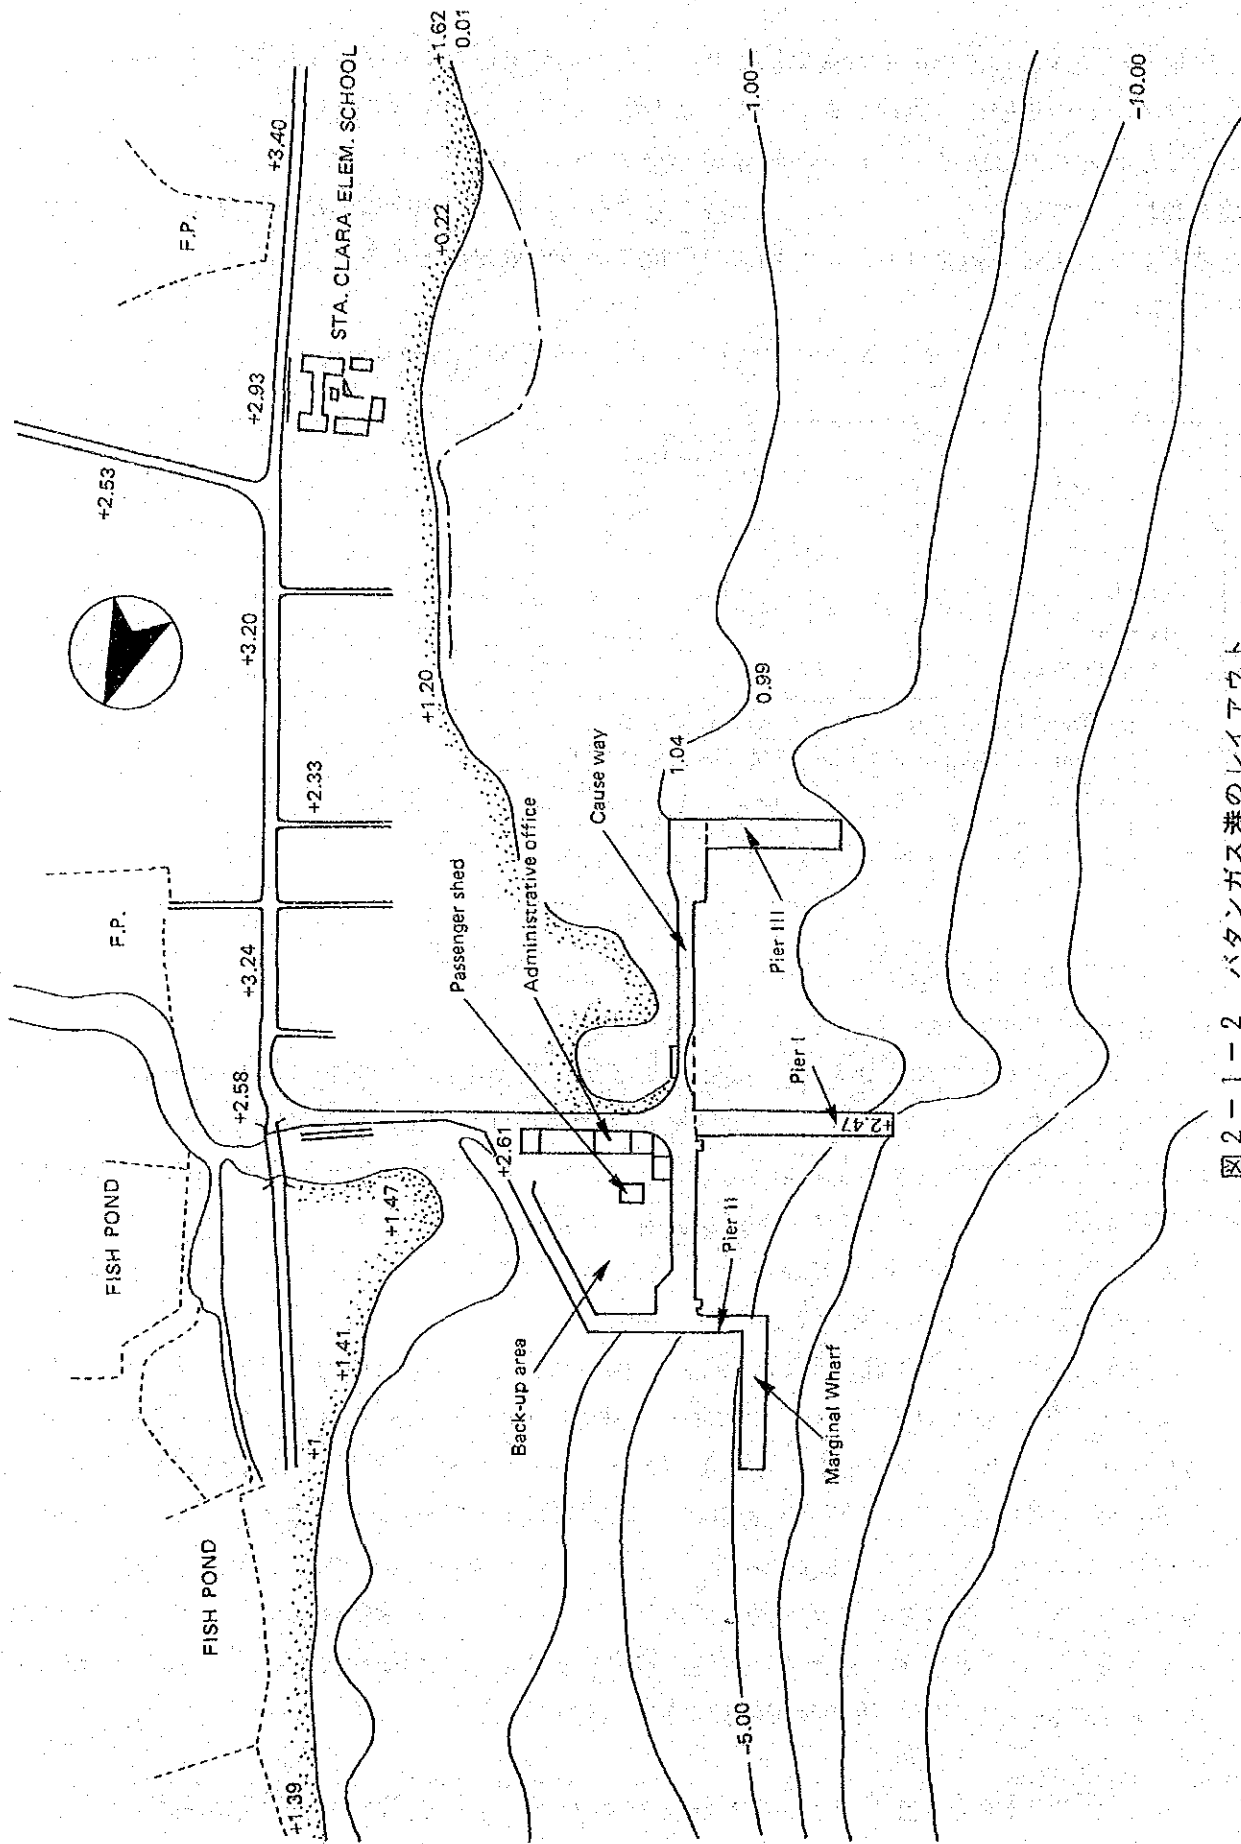 FISH POND
FISH POND
F.P.
F.P.
+1.39
+1
+1.41
+1.47
+2.58
+3.24
+2.33
+3.20
+2.53
+2.93
+3.40
STA. CLARA ELEM. SCHOOL
+1.62
0.01
+0.22
+1.20
+2.61
Passenger shed
Administrative office
Cause way
Back-up area
1.04
0.99
-1.00-
-5.00
-10.00
Pier II
Marginal Wharf
Pier I
+2.47
Pier III
図2-1-2 バタンガス港のレイアウト